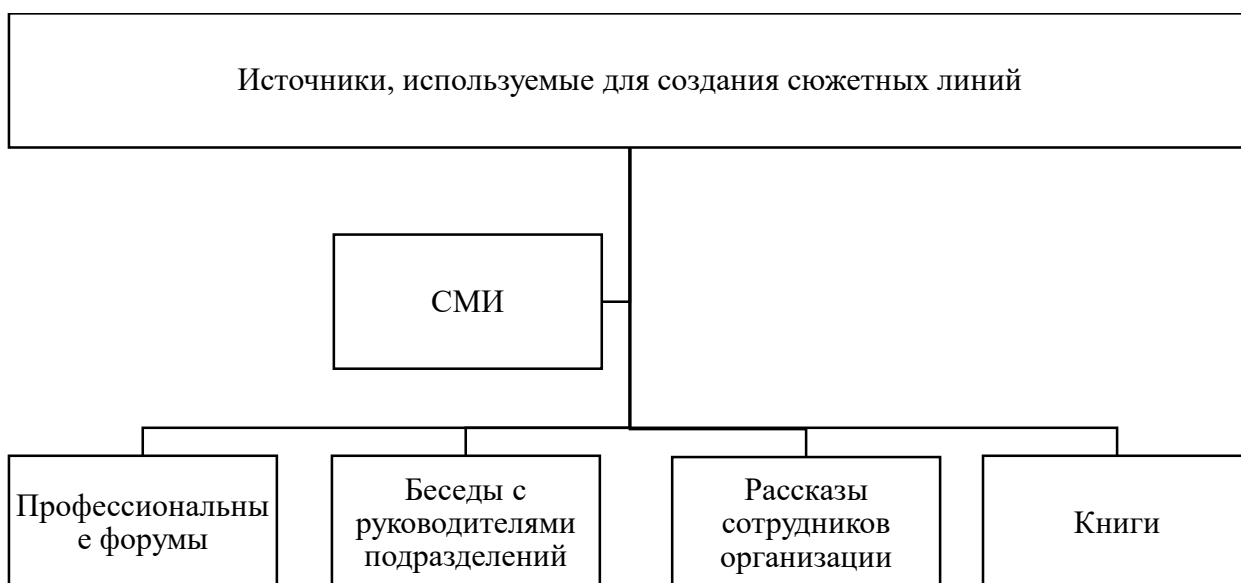 Источники, используемые для создания сюжетных линий
СМИ
Профессиональны
е форумы
Беседы с
руководителями
подразделений
Рассказы
сотрудников
организации
Книги